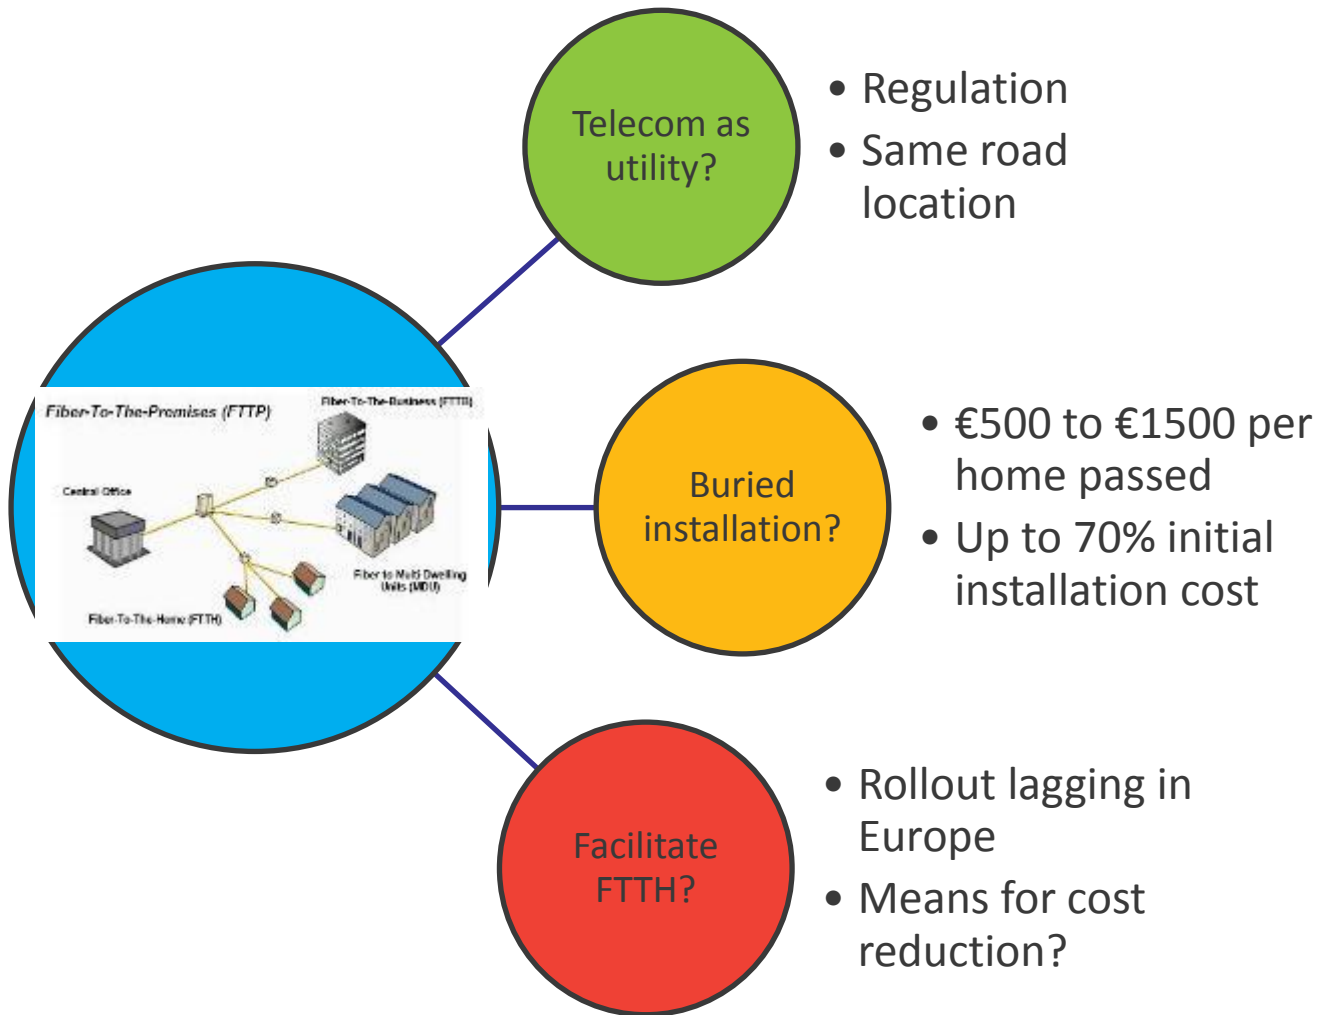 Telecom as
utility?
• Regulation
• Same road
location
Fiber-To-The-Premises (FTTP)
Fiber-To-The-Business (FTTB)
Central Office
Fiber to Multi Dwelling
Units (MDU)
Fiber-To-The-Home (FTTH)
Buried
installation?
• €500 to €1500 per
home passed
• Up to 70% initial
installation cost
Facilitate
FTTH?
• Rollout lagging in
Europe
• Means for cost
reduction?